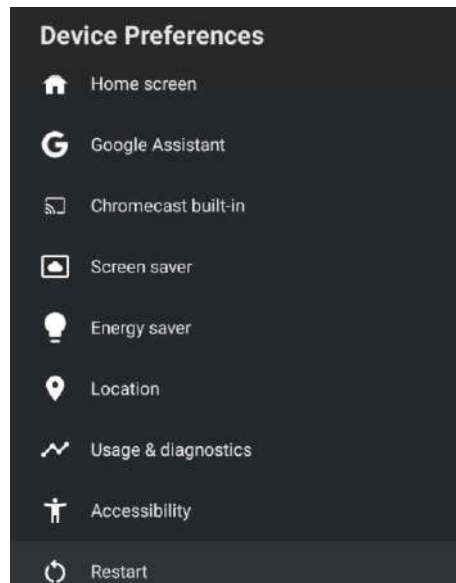 Device Preferences
Home screen
Google Assistant
Chromecast built-in
Screen saver
Energy saver
Location
Usage & diagnostics
Accessibility
Restart